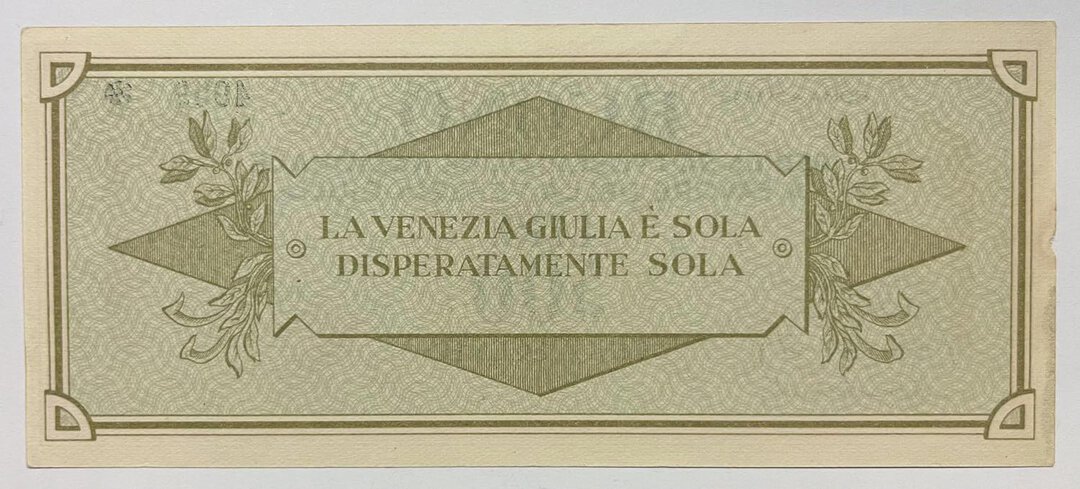 LA VENEZIA GIULIA È SOLA
DISPERATAMENTE SOLA